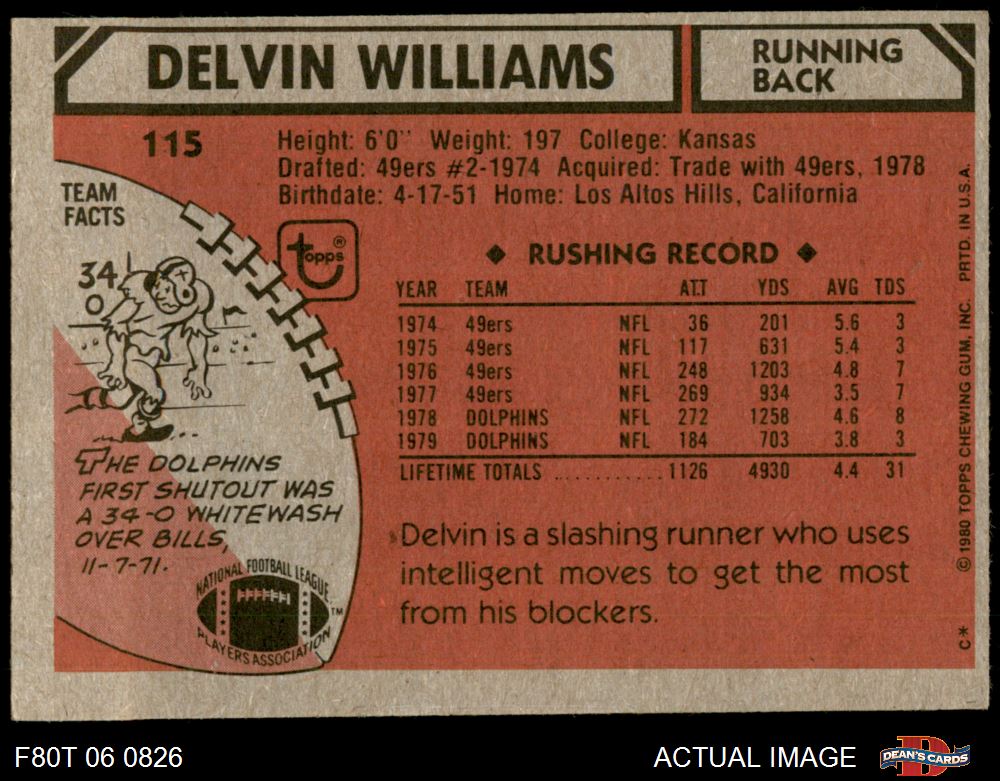 DELVIN WILLIAMS
RUNNING
BACK
115
Height: 6'0" Weight: 197 College: Kansas
Drafted: 49ers #2-1974 Acquired: Trade with 49ers, 1978
Birthdate: 4-17-51 Home: Los Altos Hills, California
TEAM
FACTS
34
0
topps®
THE DOLPHINS
FIRST SHUTOUT WAS
A 34-0 WHITEWASH
OVER BILLS,
11-7-71.
NATIONAL FOOTBALL LEAGUE
PLAYERS ASSOCIATION
TM
◆ RUSHING RECORD ◆
YEAR TEAM ATT YDS AVG TDS
1974 49ers NFL 36 201 5.6 3
1975 49ers NFL 117 631 5.4 3
1976 49ers NFL 248 1203 4.8 7
1977 49ers NFL 269 934 3.5 7
1978 DOLPHINS NFL 272 1258 4.6 8
1979 DOLPHINS NFL 184 703 3.8 3
LIFETIME TOTALS ........... 1126 4930 4.4 31
Delvin is a slashing runner who uses
intelligent moves to get the most
from his blockers.
C* © 1980 TOPPS CHEWING GUM, INC. PRTD. IN U.S.A.
F80T 06 0826
ACTUAL IMAGE
D
DEAN'S CARDS